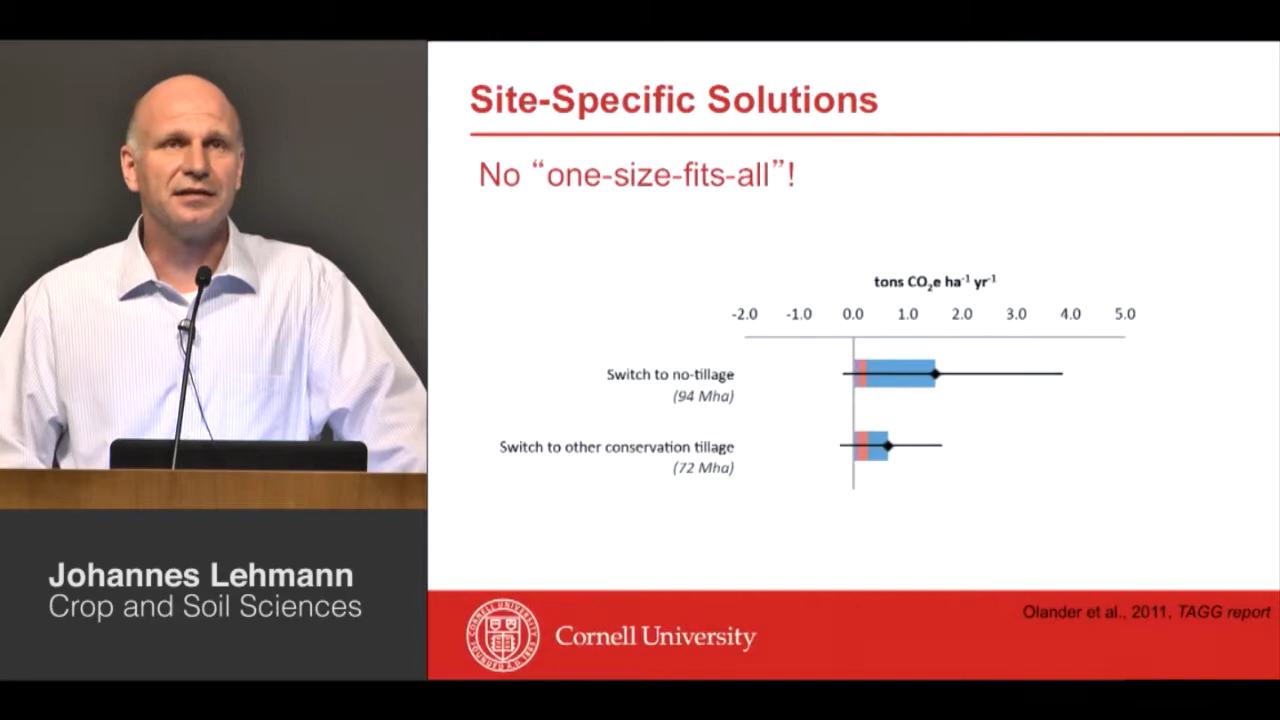 Site-Specific Solutions
No “one-size-fits-all”!
tons CO₂e ha⁻¹ yr⁻¹
-2.0 -1.0 0.0 1.0 2.0 3.0 4.0 5.0
Switch to no-tillage
(94 Mha)
Switch to other conservation tillage
(72 Mha)
Johannes Lehmann
Crop and Soil Sciences
Cornell University
Olander et al., 2011, TAGG report